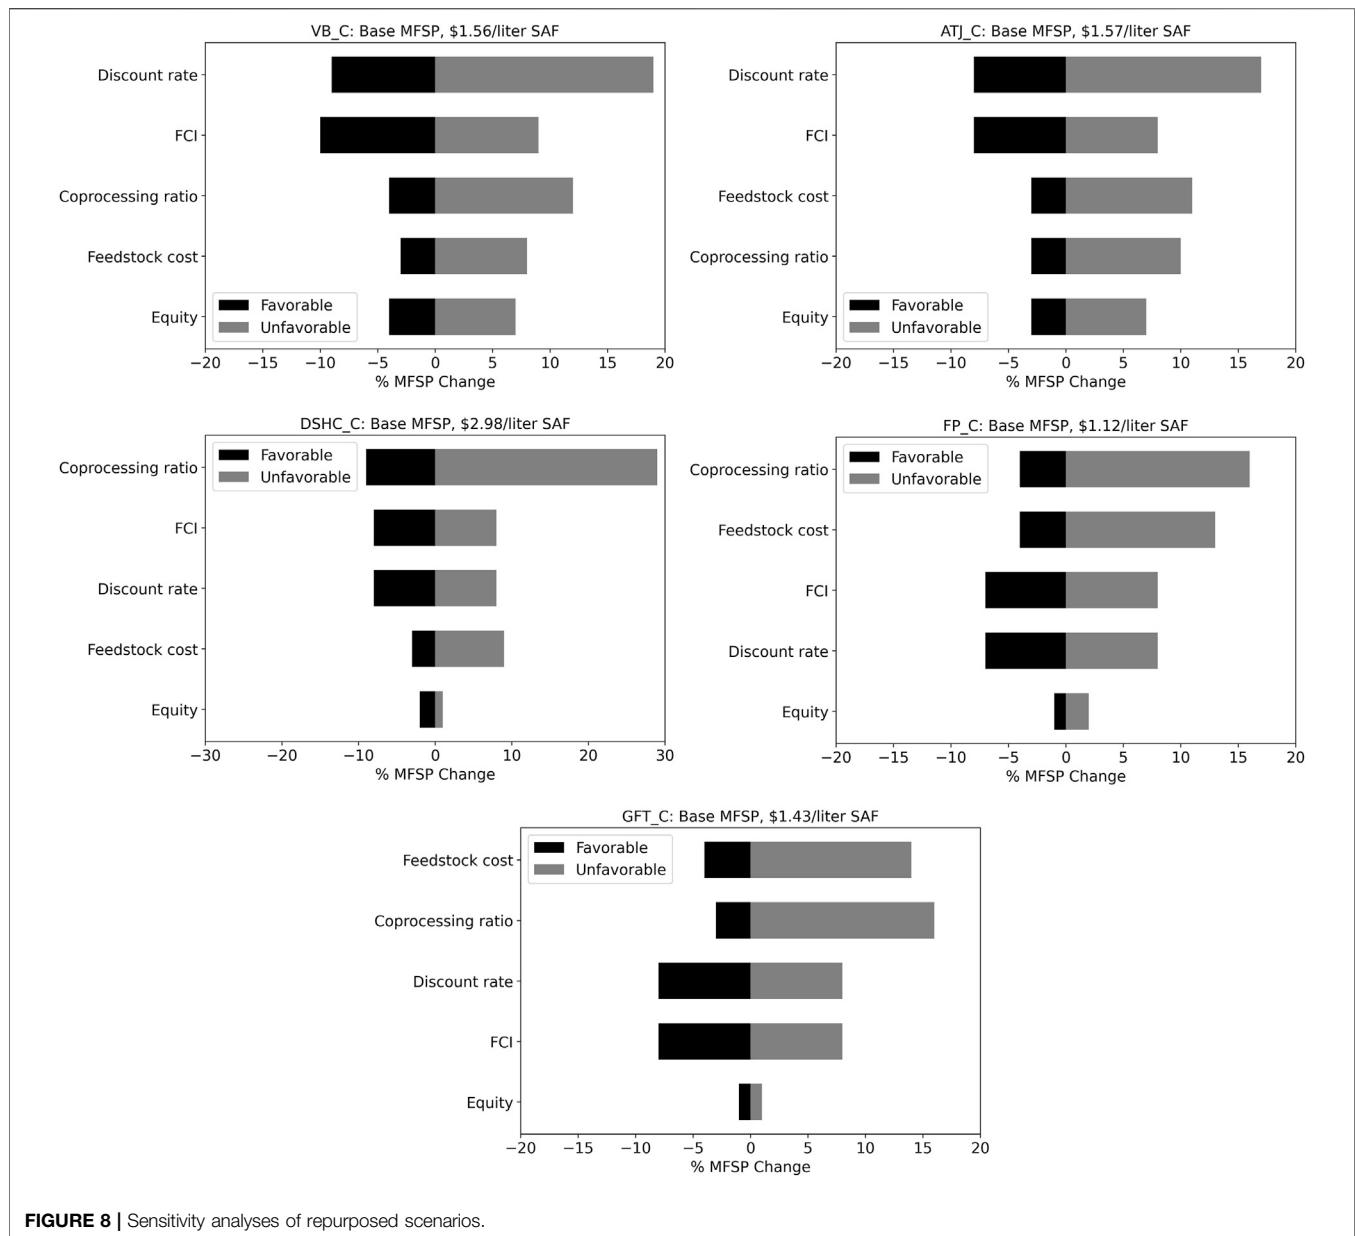 VB_C: Base MFSP, $1.56/liter SAF
Discount rate
FCI
Coprocessing ratio
Feedstock cost
Equity
Favorable
Unfavorable
−20 −15 −10 −5 0 5 10 15 20
% MFSP Change
ATJ_C: Base MFSP, $1.57/liter SAF
Discount rate
FCI
Feedstock cost
Coprocessing ratio
Equity
Favorable
Unfavorable
−20 −15 −10 −5 0 5 10 15 20
% MFSP Change
DSHC_C: Base MFSP, $2.98/liter SAF
Favorable
Unfavorable
Coprocessing ratio
FCI
Discount rate
Feedstock cost
Equity
−30 −20 −10 0 10 20 30
% MFSP Change
FP_C: Base MFSP, $1.12/liter SAF
Favorable
Unfavorable
Coprocessing ratio
Feedstock cost
FCI
Discount rate
Equity
−20 −15 −10 −5 0 5 10 15 20
% MFSP Change
GFT_C: Base MFSP, $1.43/liter SAF
Favorable
Unfavorable
Feedstock cost
Coprocessing ratio
Discount rate
FCI
Equity
−20 −15 −10 −5 0 5 10 15 20
% MFSP Change
FIGURE 8 | Sensitivity analyses of repurposed scenarios.